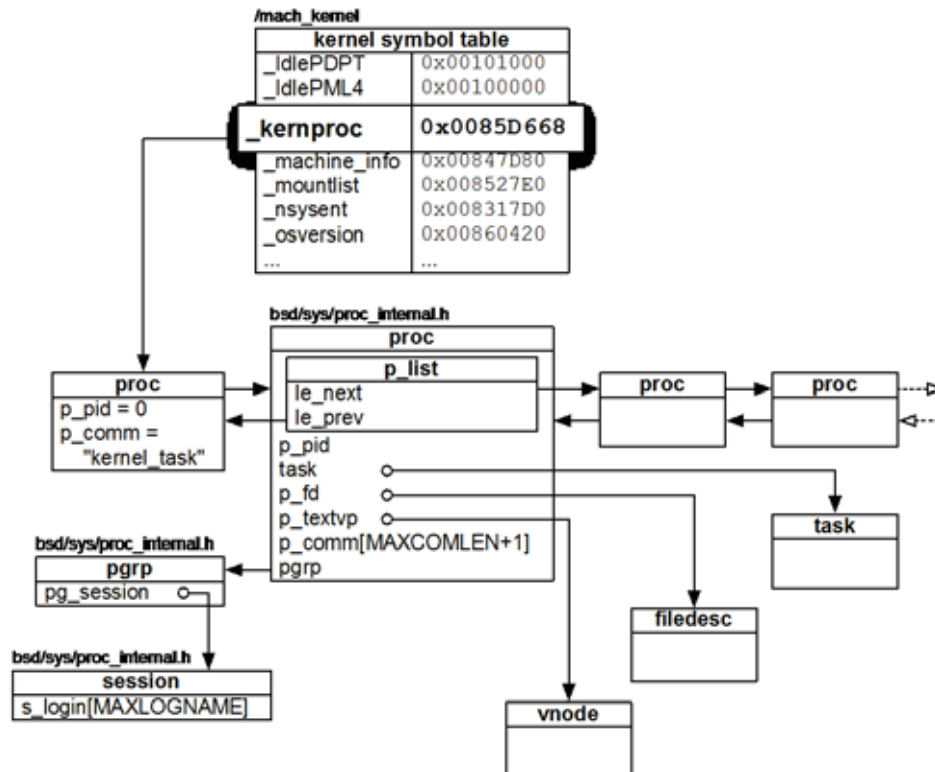 /mach_kernel
kernel symbol table
_IdlePDPT 0x00101000
_IdlePML4 0x00100000
_kernproc 0x0085D668
_machine_info 0x00847D80
_mountlist 0x008527E0
_nsysent 0x008317D0
_osversion 0x00860420
... ...
bsd/sys/proc_internal.h
proc
p_list
le_next
le_prev
p_pid
task
p_fd
p_textvp
p_comm[MAXCOMLEN+1]
pgrp
proc
p_pid = 0
p_comm =
"kernel_task"
proc
proc
task
bsd/sys/proc_internal.h
pgrp
pg_session
filedesc
bsd/sys/proc_internal.h
session
s_login[MAXLOGNAME]
vnode